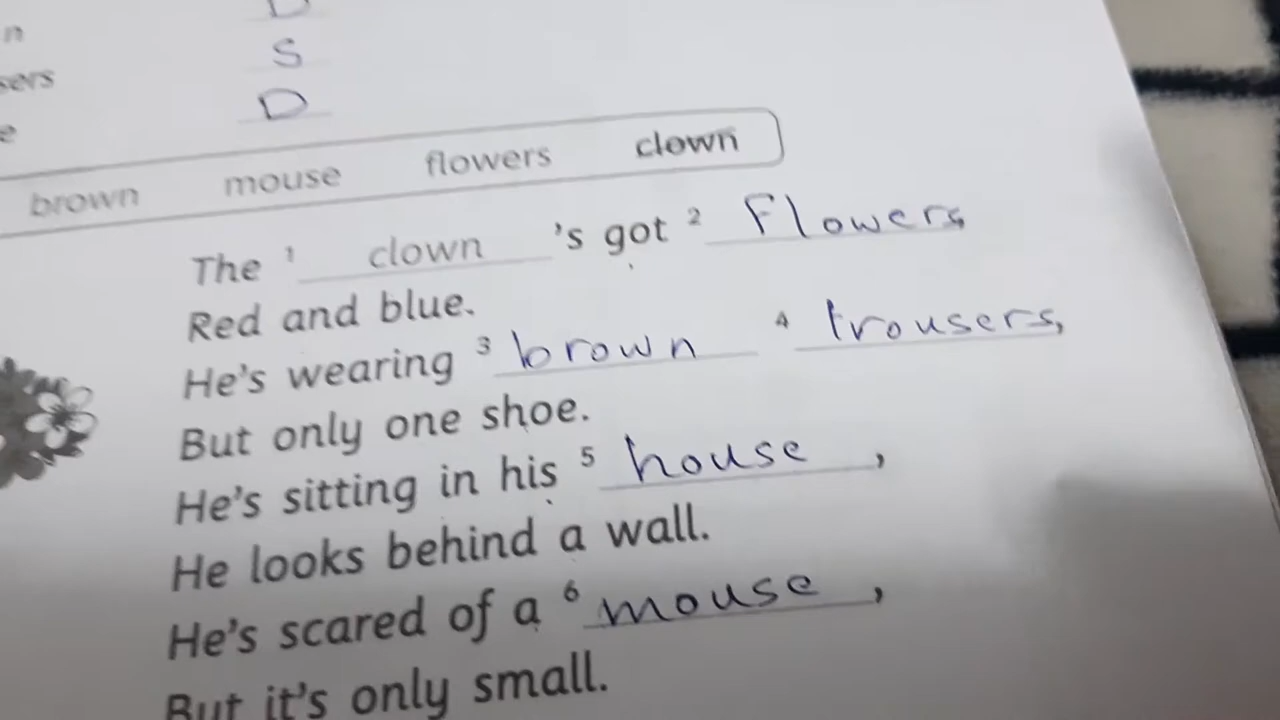 n
S
sers D
e
brown mouse flowers clown
The 1 clown 's got 2 Flowers,
Red and blue.
He's wearing 3 brown 4 trousers,
But only one shoe.
He's sitting in his 5 house ,
He looks behind a wall.
He's scared of a 6 mouse ,
But it's only small.